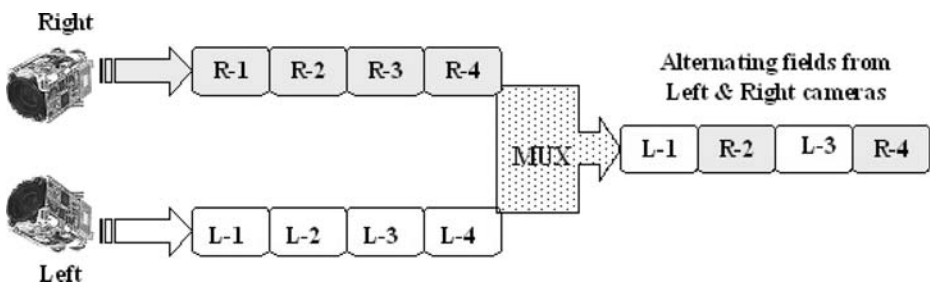 Right
R-1 R-2 R-3 R-4
Alternating fields from
Left & Right cameras
MUX
L-1 R-2 L-3 R-4
L-1 L-2 L-3 L-4
Left